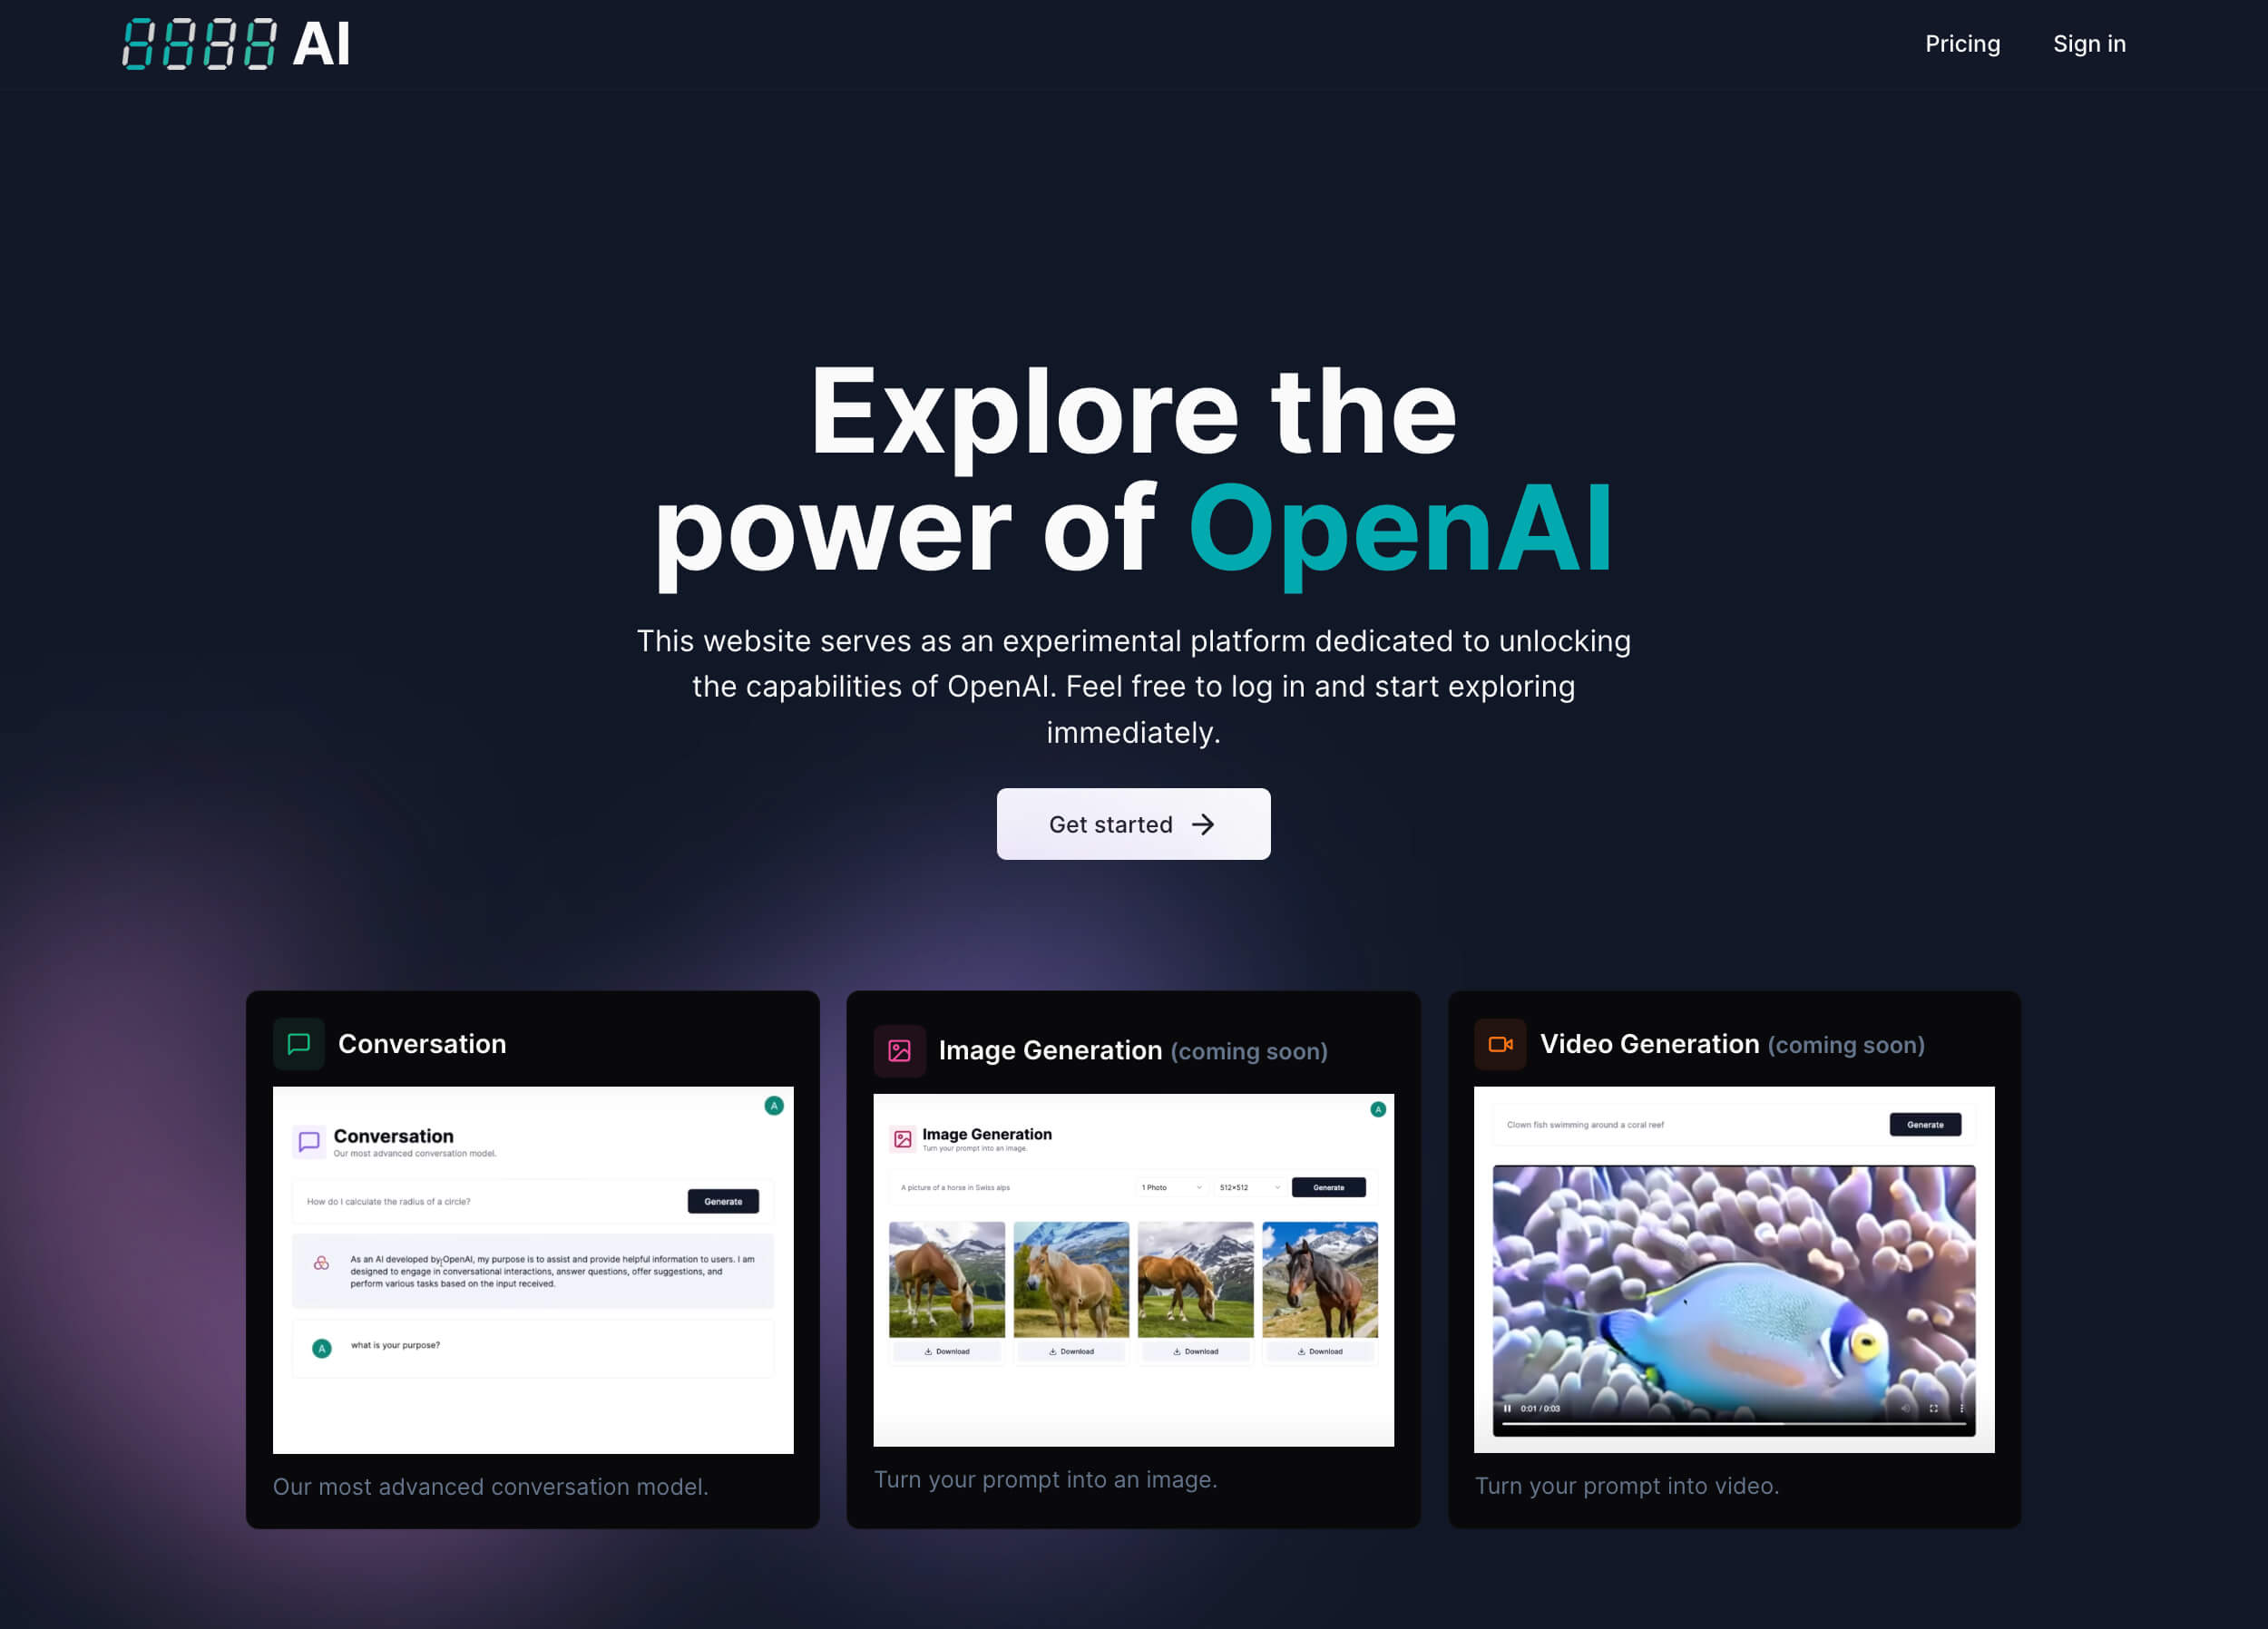 8888 AI
Pricing
Sign in
Explore the
power of OpenAI
This website serves as an experimental platform dedicated to unlocking
the capabilities of OpenAI. Feel free to log in and start exploring
immediately.
Get started
Conversation
A
Conversation
Our most advanced conversation model.
How do I calculate the radius of a circle?
Generate
As an AI developed by OpenAI, my purpose is to assist and provide helpful information to users. I am
designed to engage in conversational interactions, answer questions, offer suggestions, and
perform various tasks based on the input received.
A
what is your purpose?
Our most advanced conversation model.
Image Generation (coming soon)
A
Image Generation
Turn your prompt into an image.
A picture of a horse in Swiss alps
1 Photo
512x512
Generate
Download
Download
Download
Download
Turn your prompt into an image.
Video Generation (coming soon)
Clown fish swimming around a coral reef
Generate
0:01 / 0:03
Turn your prompt into video.